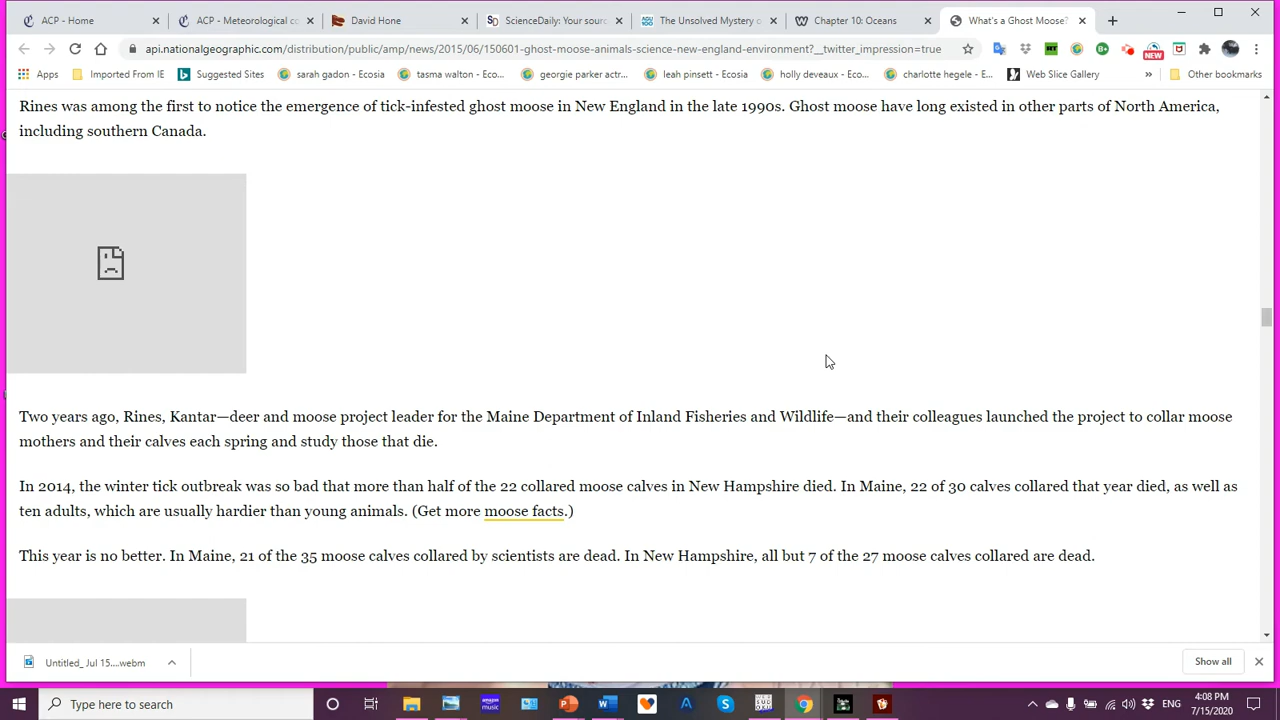 ACP - Home
ACP - Meteorological co
David Hone
ScienceDaily: Your sourc
The Unsolved Mystery o
Chapter 10: Oceans
What's a Ghost Moose?
api.nationalgeographic.com/distribution/public/amp/news/2015/06/150601-ghost-moose-animals-science-new-england-environment?__twitter_impression=true
NEW
Apps
Imported From IE
Suggested Sites
sarah gadon - Ecosia
tasma walton - Eco...
georgie parker actr...
leah pinsett - Ecosia
holly deveaux - Eco...
charlotte hegele - E...
Web Slice Gallery
»
Other bookmarks
Rines was among the first to notice the emergence of tick-infested ghost moose in New England in the late 1990s. Ghost moose have long existed in other parts of North America,
including southern Canada.
Two years ago, Rines, Kantar—deer and moose project leader for the Maine Department of Inland Fisheries and Wildlife—and their colleagues launched the project to collar moose
mothers and their calves each spring and study those that die.
In 2014, the winter tick outbreak was so bad that more than half of the 22 collared moose calves in New Hampshire died. In Maine, 22 of 30 calves collared that year died, as well as
ten adults, which are usually hardier than young animals. (Get more moose facts.)
This year is no better. In Maine, 21 of the 35 moose calves collared by scientists are dead. In New Hampshire, all but 7 of the 27 moose calves collared are dead.
Untitled_ Jul 15....webm
Show all
Type here to search
ENG
4:08 PM
7/15/2020